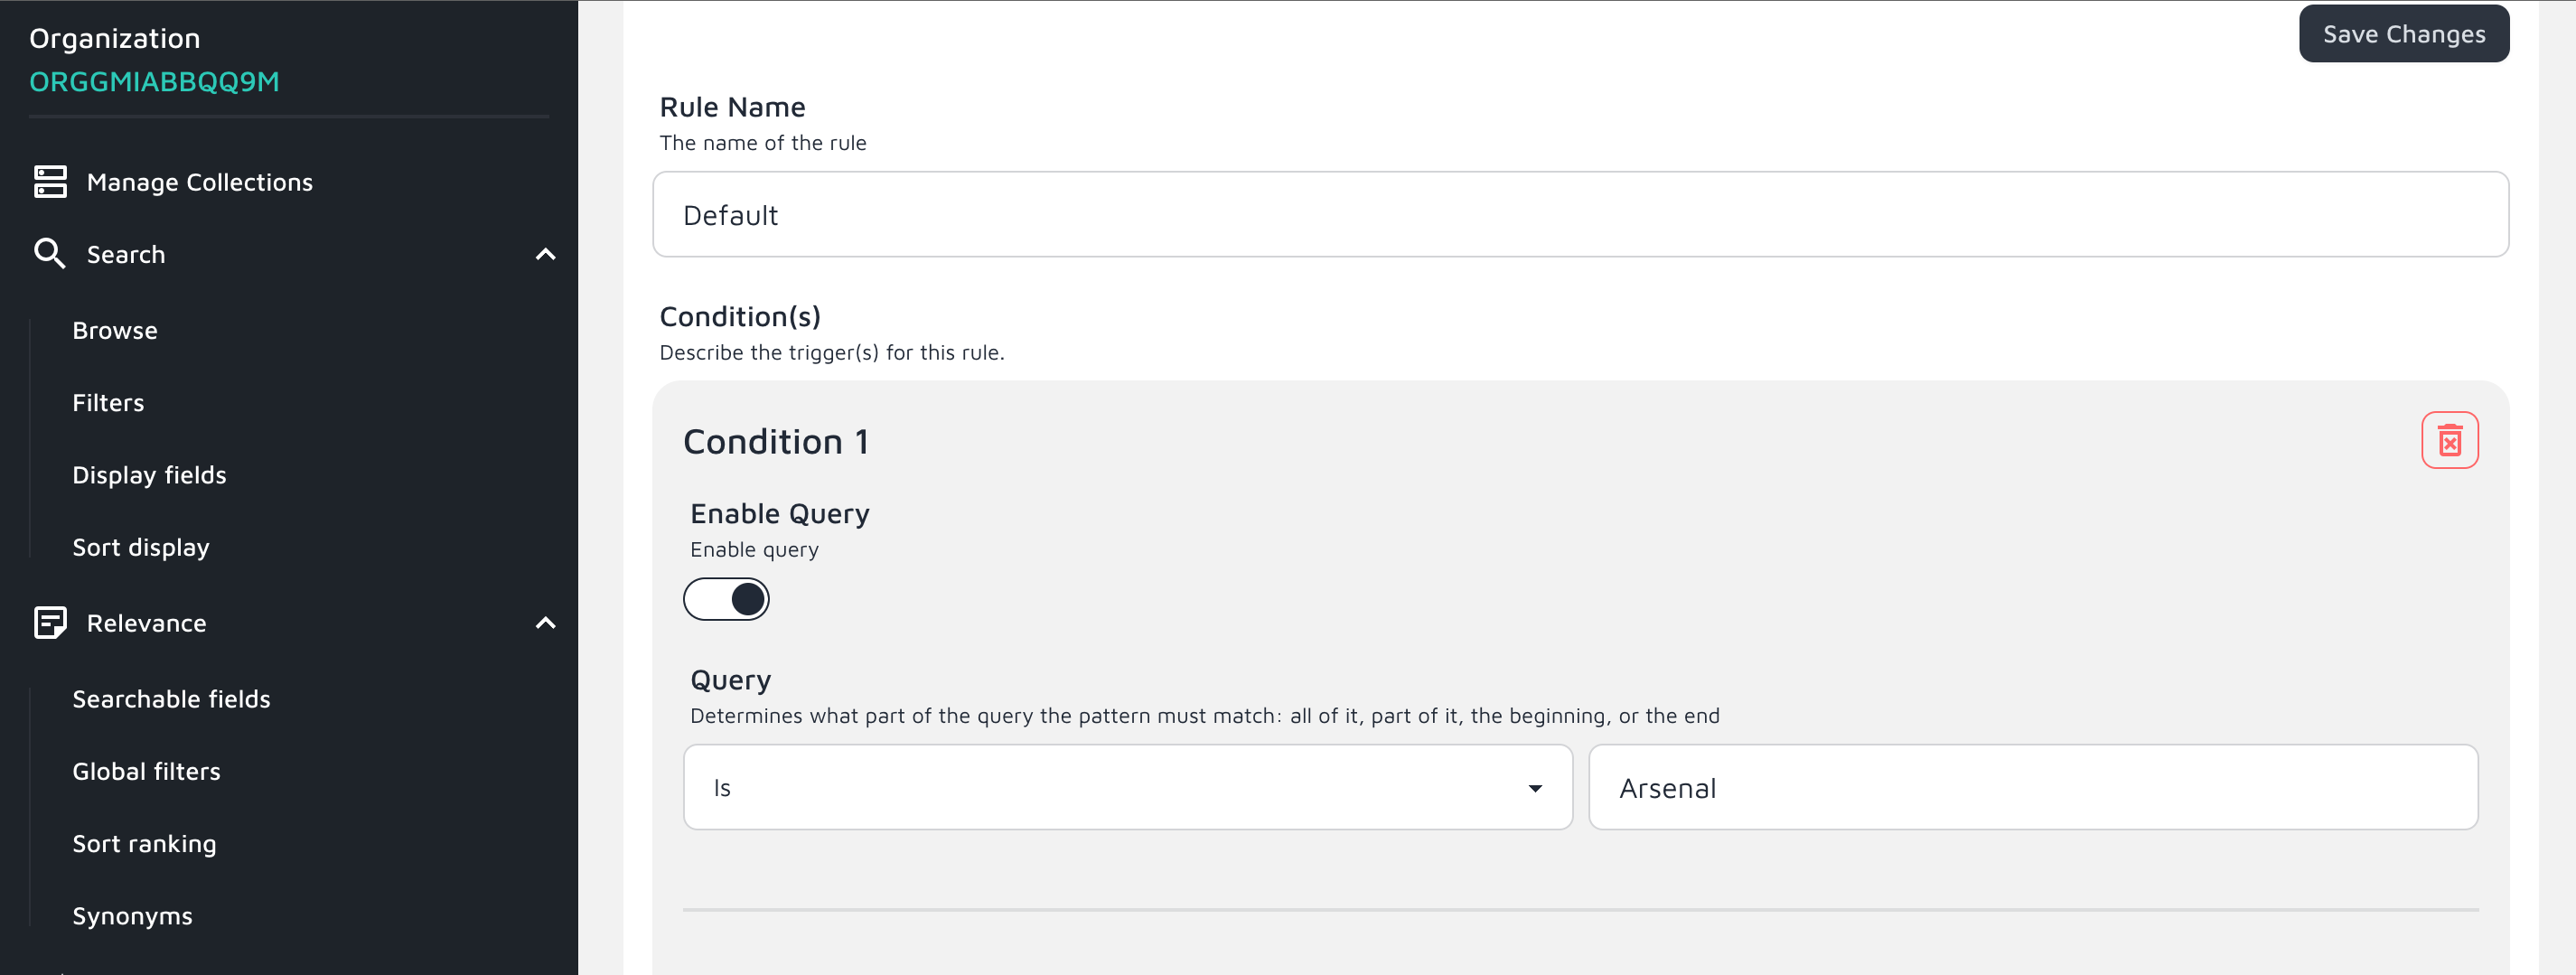 Organization
ORGGMIABBQQ9M
Manage Collections
Search
Browse
Filters
Display fields
Sort display
Relevance
Searchable fields
Global filters
Sort ranking
Synonyms
Save Changes
Rule Name
The name of the rule
Default
Condition(s)
Describe the trigger(s) for this rule.
Condition 1
Enable Query
Enable query
Query
Determines what part of the query the pattern must match: all of it, part of it, the beginning, or the end
Is
Arsenal